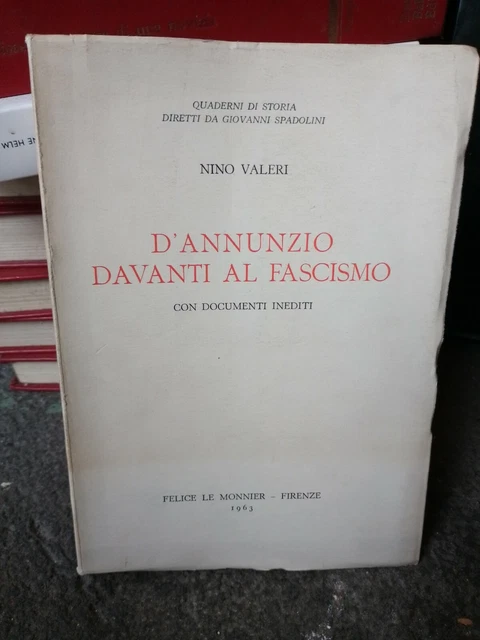 QUADERNI DI STORIA
DIRETTI DA GIOVANNI SPADOLINI
NINO VALERI
D'ANNUNZIO
DAVANTI AL FASCISMO
CON DOCUMENTI INEDITI
FELICE LE MONNIER – FIRENZE
1963
HELM